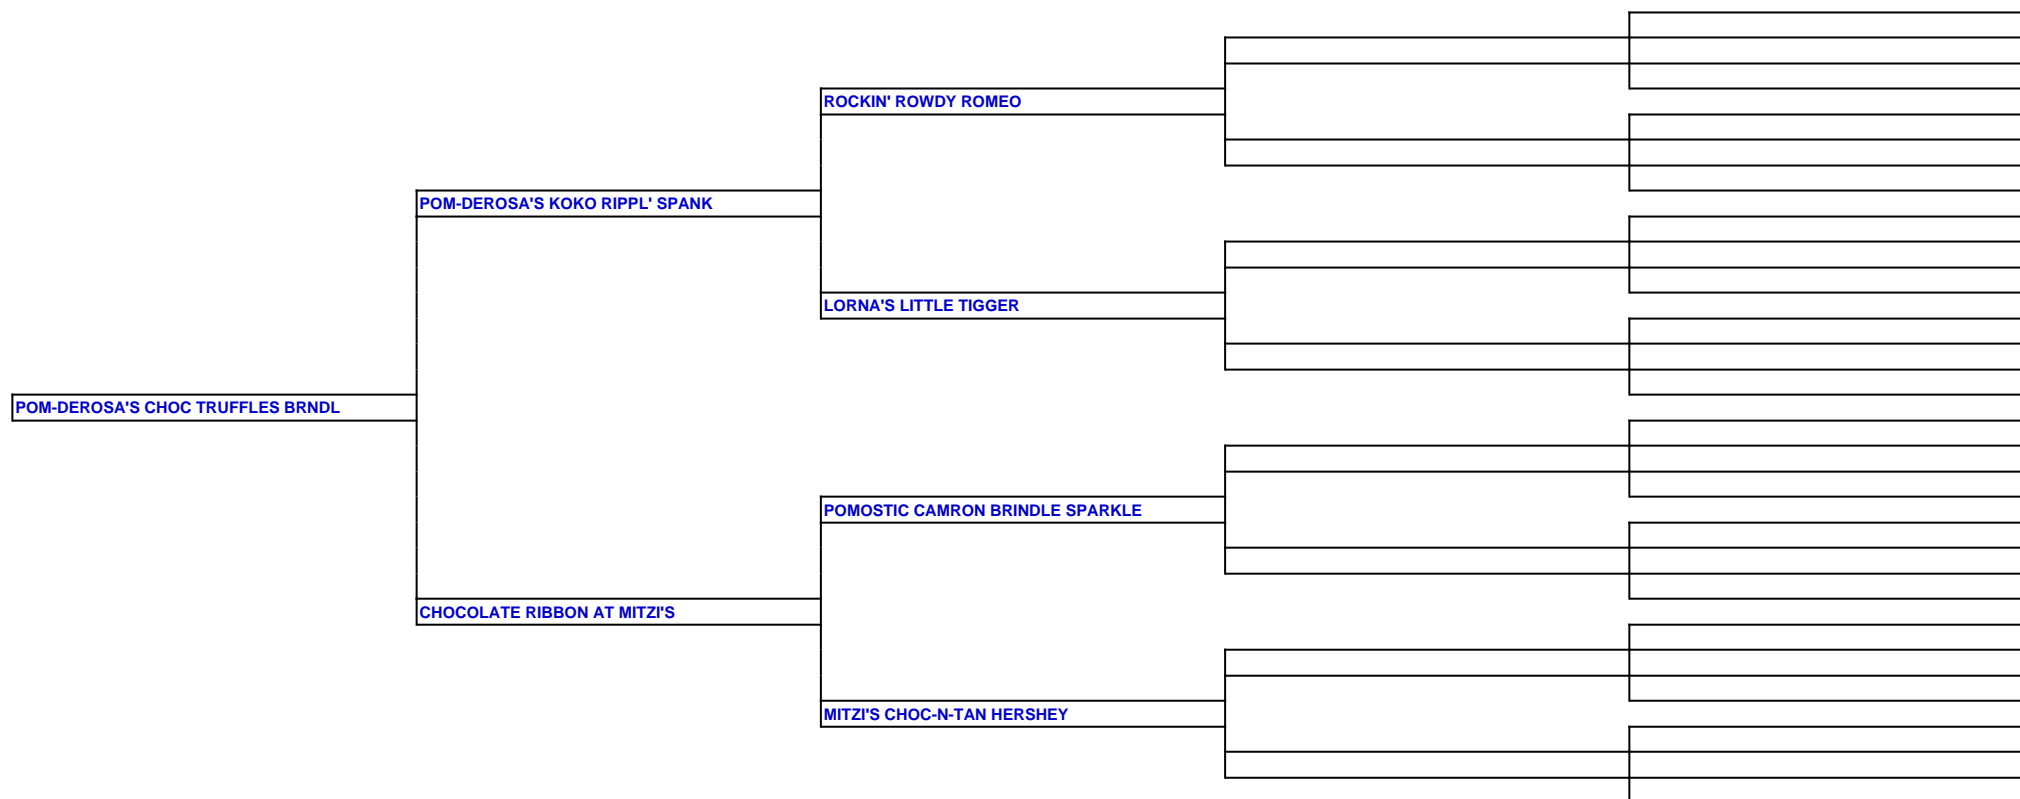 ROCKIN' ROWDY ROMEO
POM-DEROSA'S KOKO RIPPL' SPANK
LORNA'S LITTLE TIGGER
POM-DEROSA'S CHOC TRUFFLES BRNDL
POMOSTIC CAMRON BRINDLE SPARKLE
CHOCOLATE RIBBON AT MITZI'S
MITZI'S CHOC-N-TAN HERSHEY